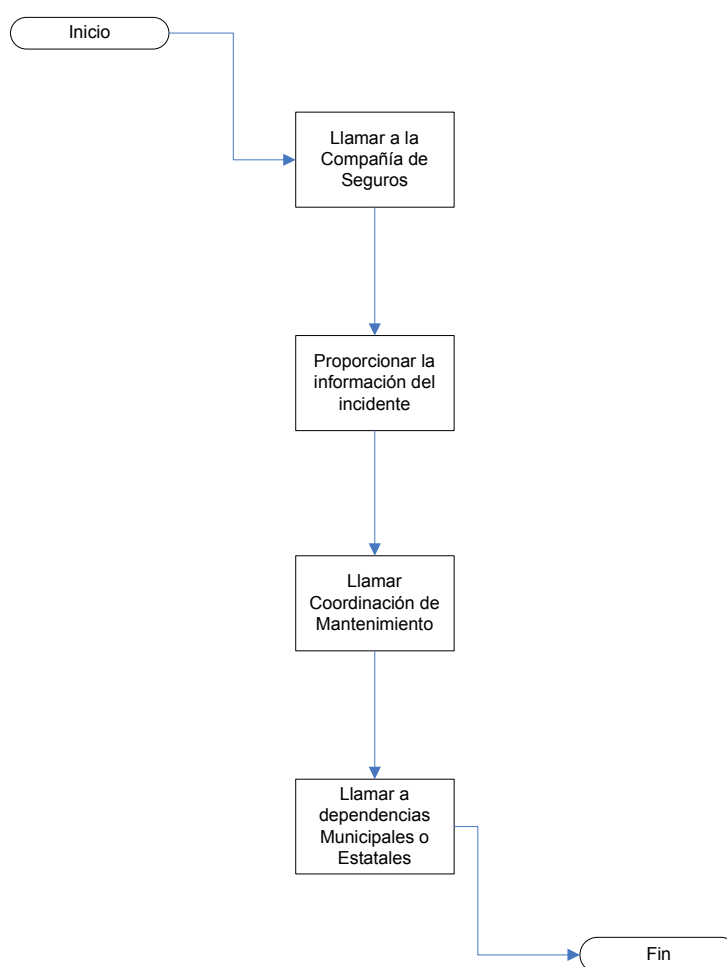 Inicio
Llamar a la
Compañía de
Seguros
Proporcionar la
información del
incidente
Llamar
Coordinación de
Mantenimiento
Llamar a
dependencias
Municipales o
Estatales
Fin